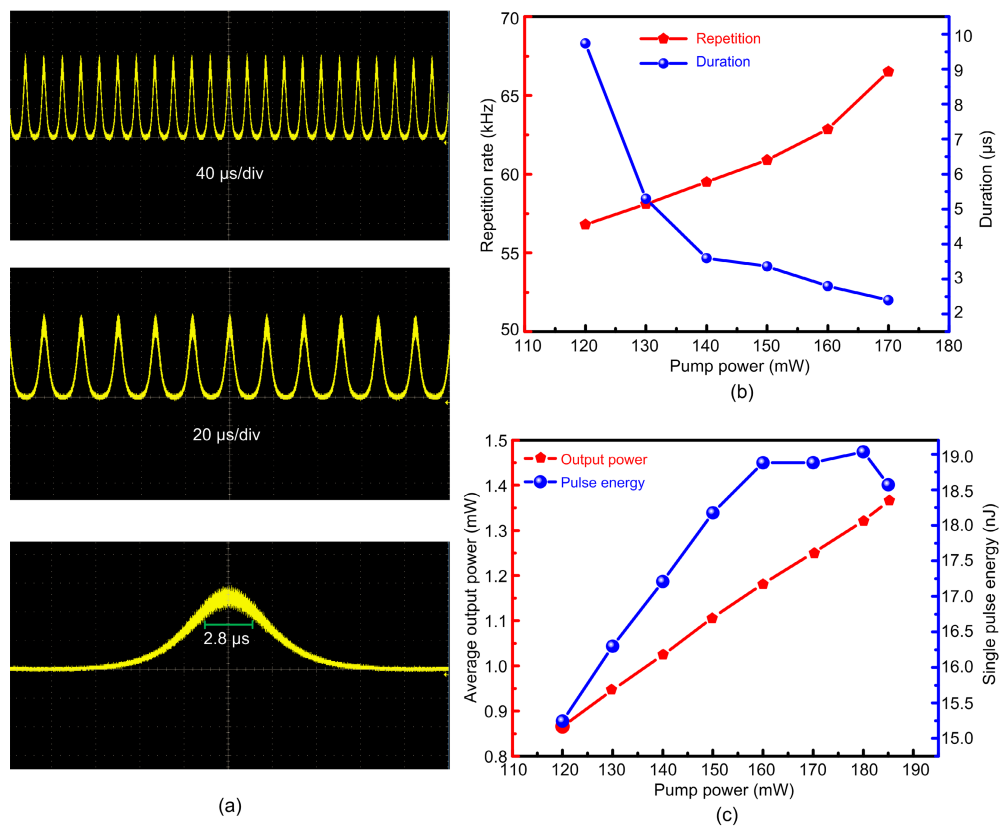 40 µs/div
20 µs/div
2.8 µs
(a)
70
65
60
55
50
Repetition rate (kHz)
Repetition
Duration
10
9
8
7
6
5
4
3
2
Duration (µs)
120 130 140 150 160 170
Pump power (mW)
(b)
1.5
1.4
1.3
1.2
1.1
1.0
0.9
0.8
Average output power (mW)
Output power
Pulse energy
19.0
18.5
18.0
17.5
17.0
16.5
16.0
15.5
15.0
Single pulse energy (nJ)
110 120 130 140 150 160 170 180 190
Pump power (mW)
(c)